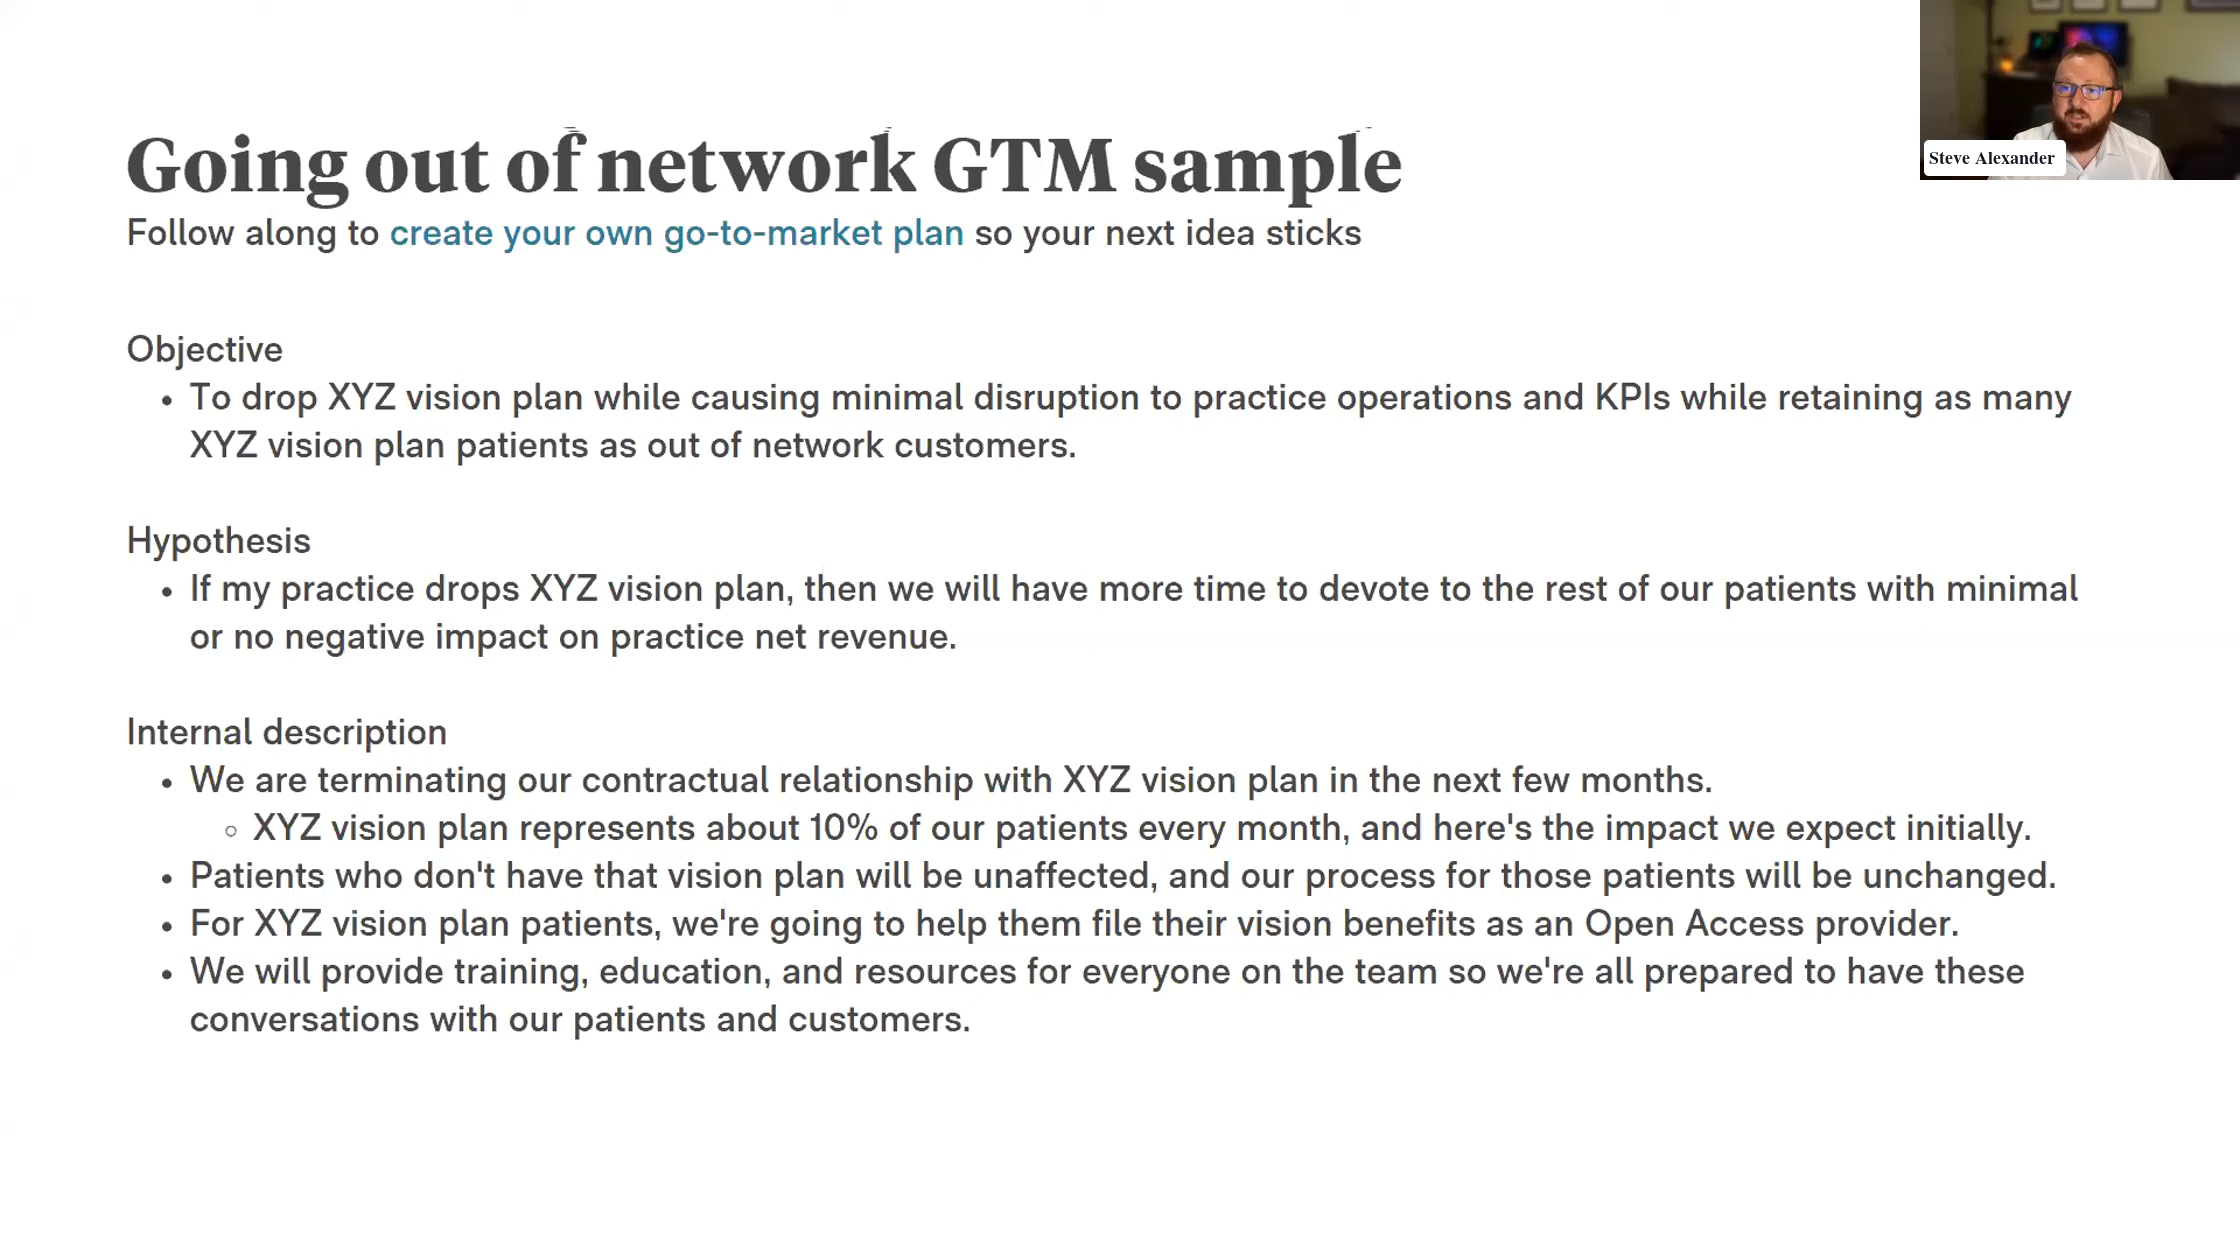 Going out of network GTM sample
Steve Alexander
Follow along to create your own go-to-market plan so your next idea sticks
Objective
• To drop XYZ vision plan while causing minimal disruption to practice operations and KPIs while retaining as many
XYZ vision plan patients as out of network customers.
Hypothesis
• If my practice drops XYZ vision plan, then we will have more time to devote to the rest of our patients with minimal
or no negative impact on practice net revenue.
Internal description
• We are terminating our contractual relationship with XYZ vision plan in the next few months.
◦ XYZ vision plan represents about 10% of our patients every month, and here's the impact we expect initially.
• Patients who don't have that vision plan will be unaffected, and our process for those patients will be unchanged.
• For XYZ vision plan patients, we're going to help them file their vision benefits as an Open Access provider.
• We will provide training, education, and resources for everyone on the team so we're all prepared to have these
conversations with our patients and customers.